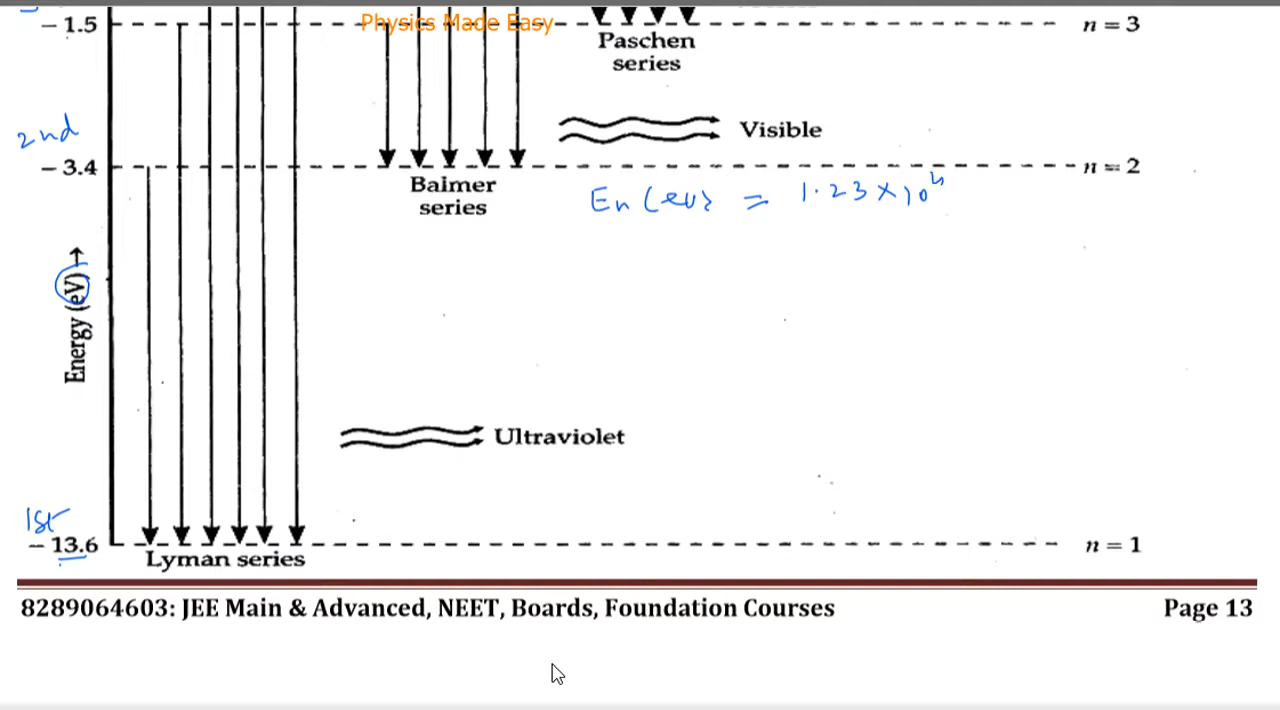 – 1.5
Physics Made Easy
n = 3
Paschen
series
2nd
Visible
– 3.4
n = 2
Balmer
series
En (eV) = 1.23 × 10⁴
Energy (eV) →
Ultraviolet
1st
– 13.6
n = 1
Lyman series
8289064603: JEE Main & Advanced, NEET, Boards, Foundation Courses
Page 13